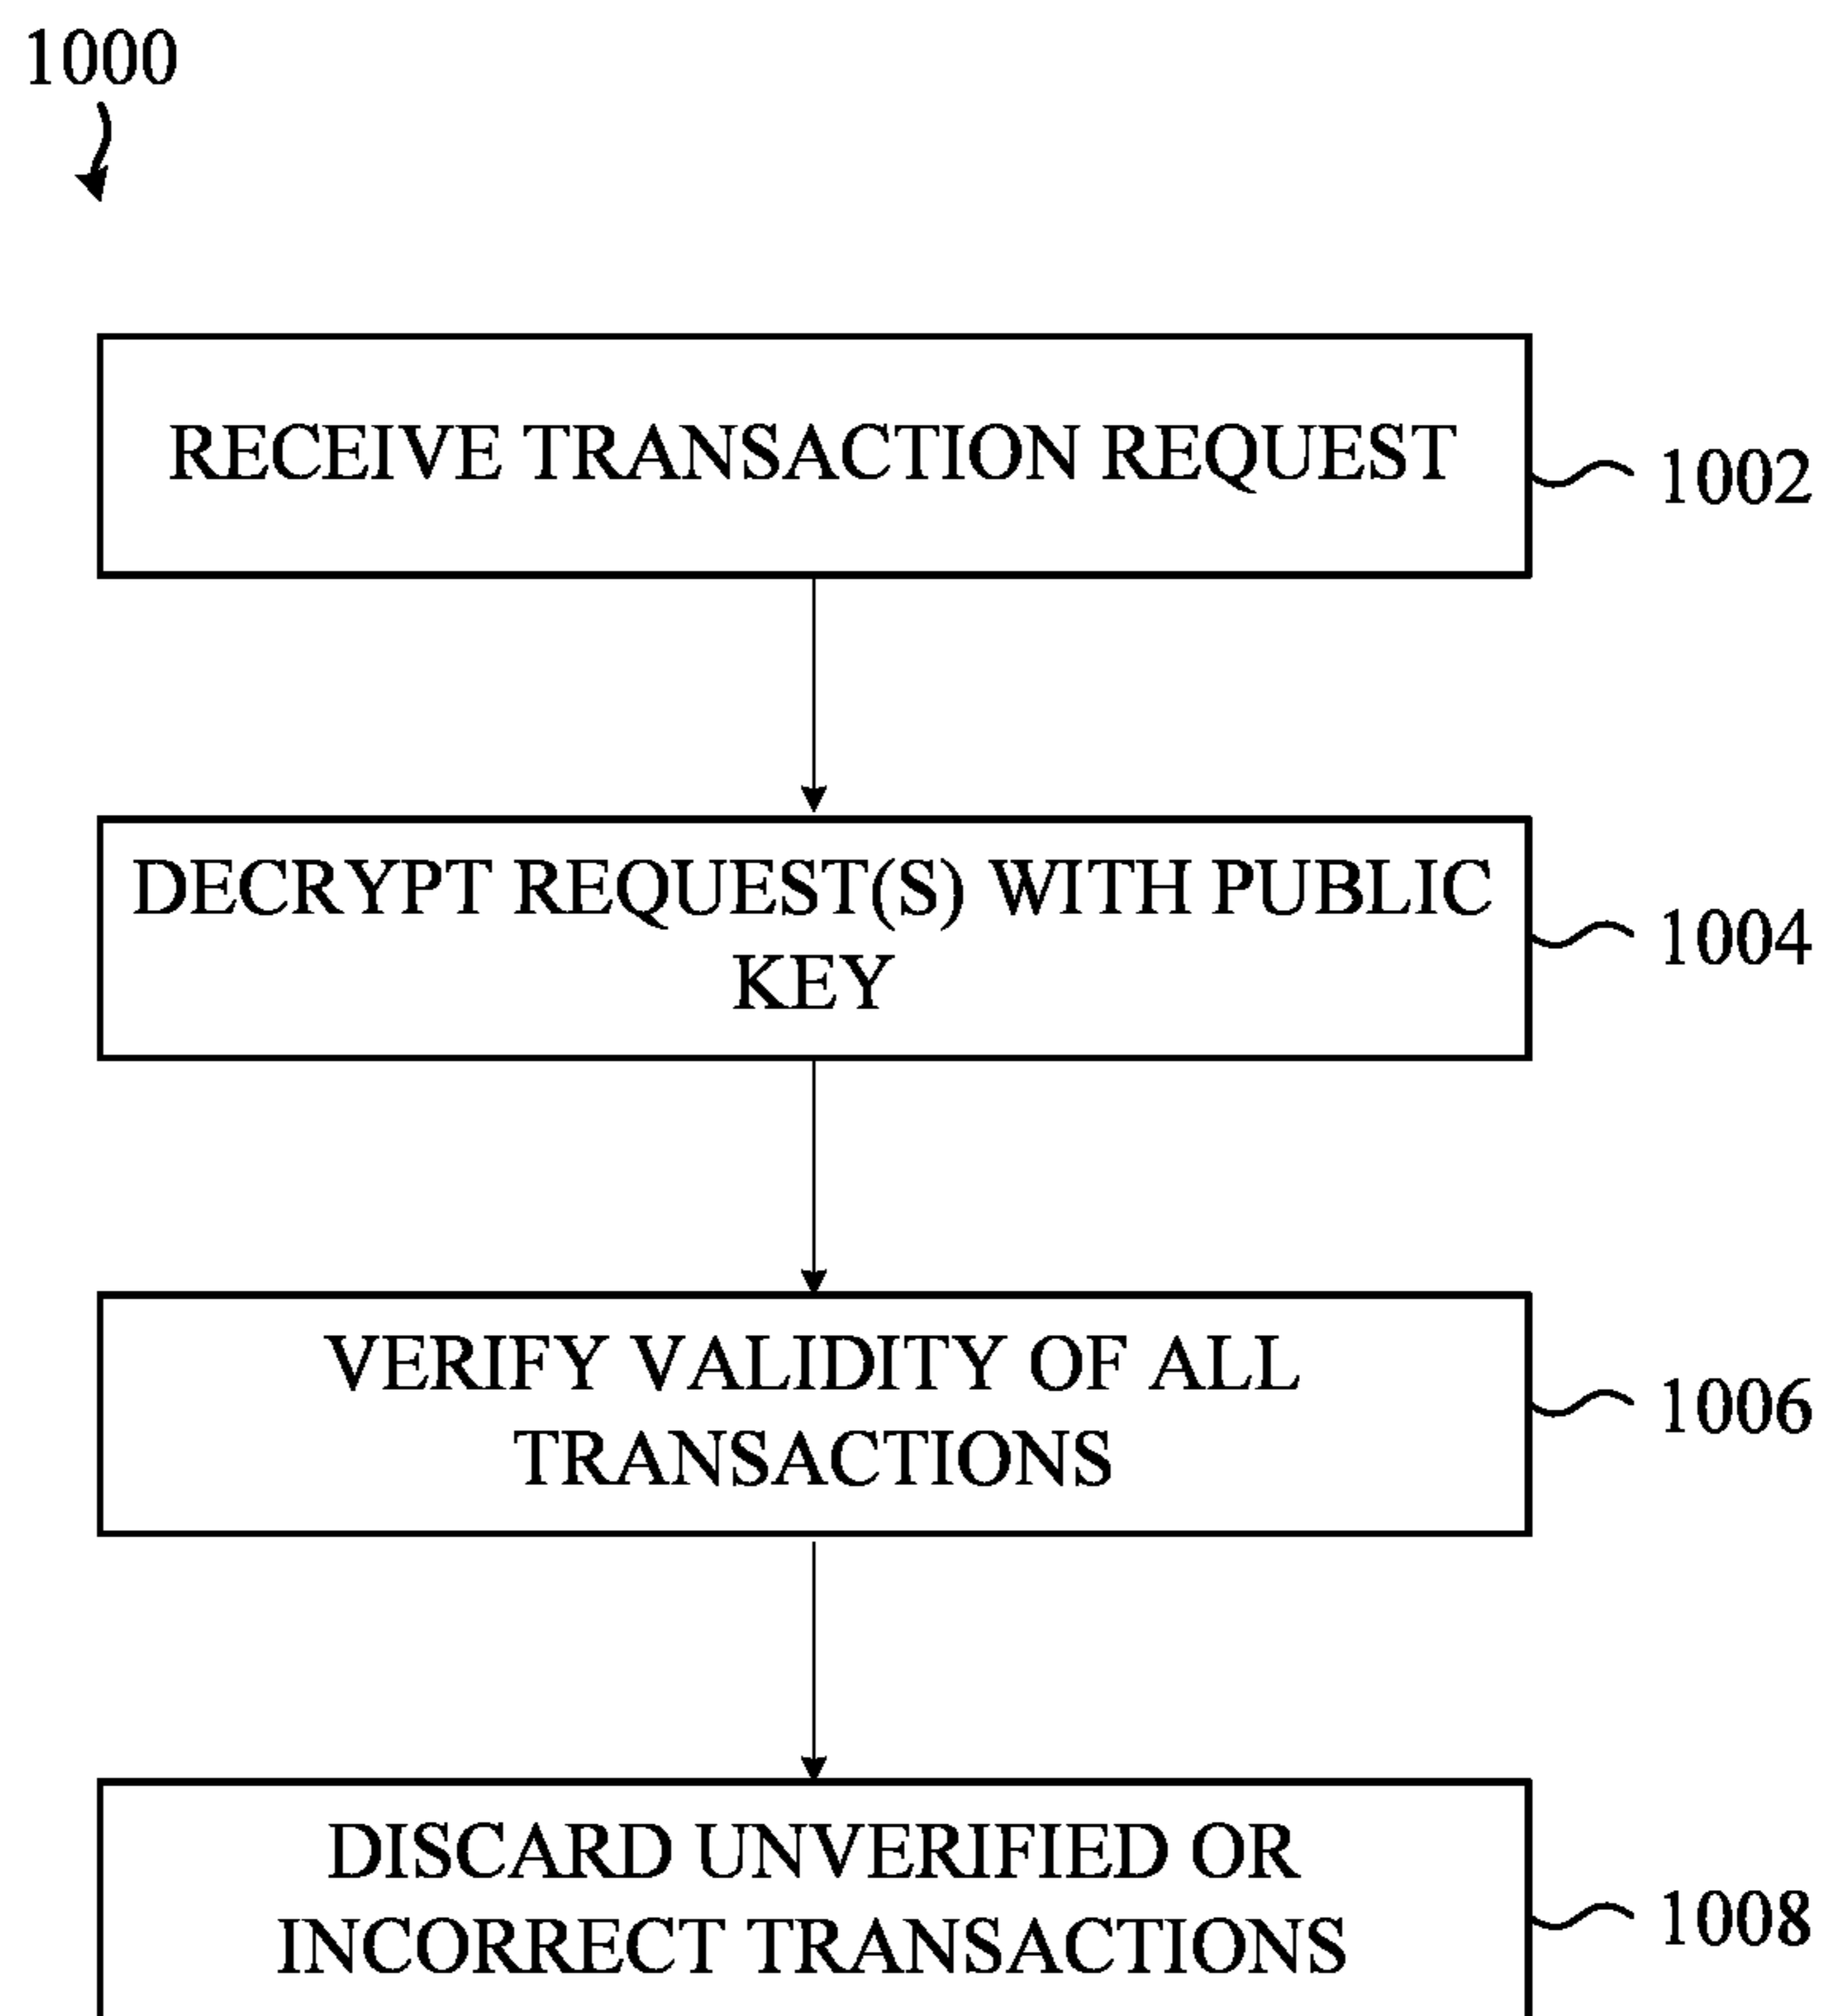 1000
RECEIVE TRANSACTION REQUEST
1002
DECRYPT REQUEST(S) WITH PUBLIC
KEY
1004
VERIFY VALIDITY OF ALL
TRANSACTIONS
1006
DISCARD UNVERIFIED OR
INCORRECT TRANSACTIONS
1008